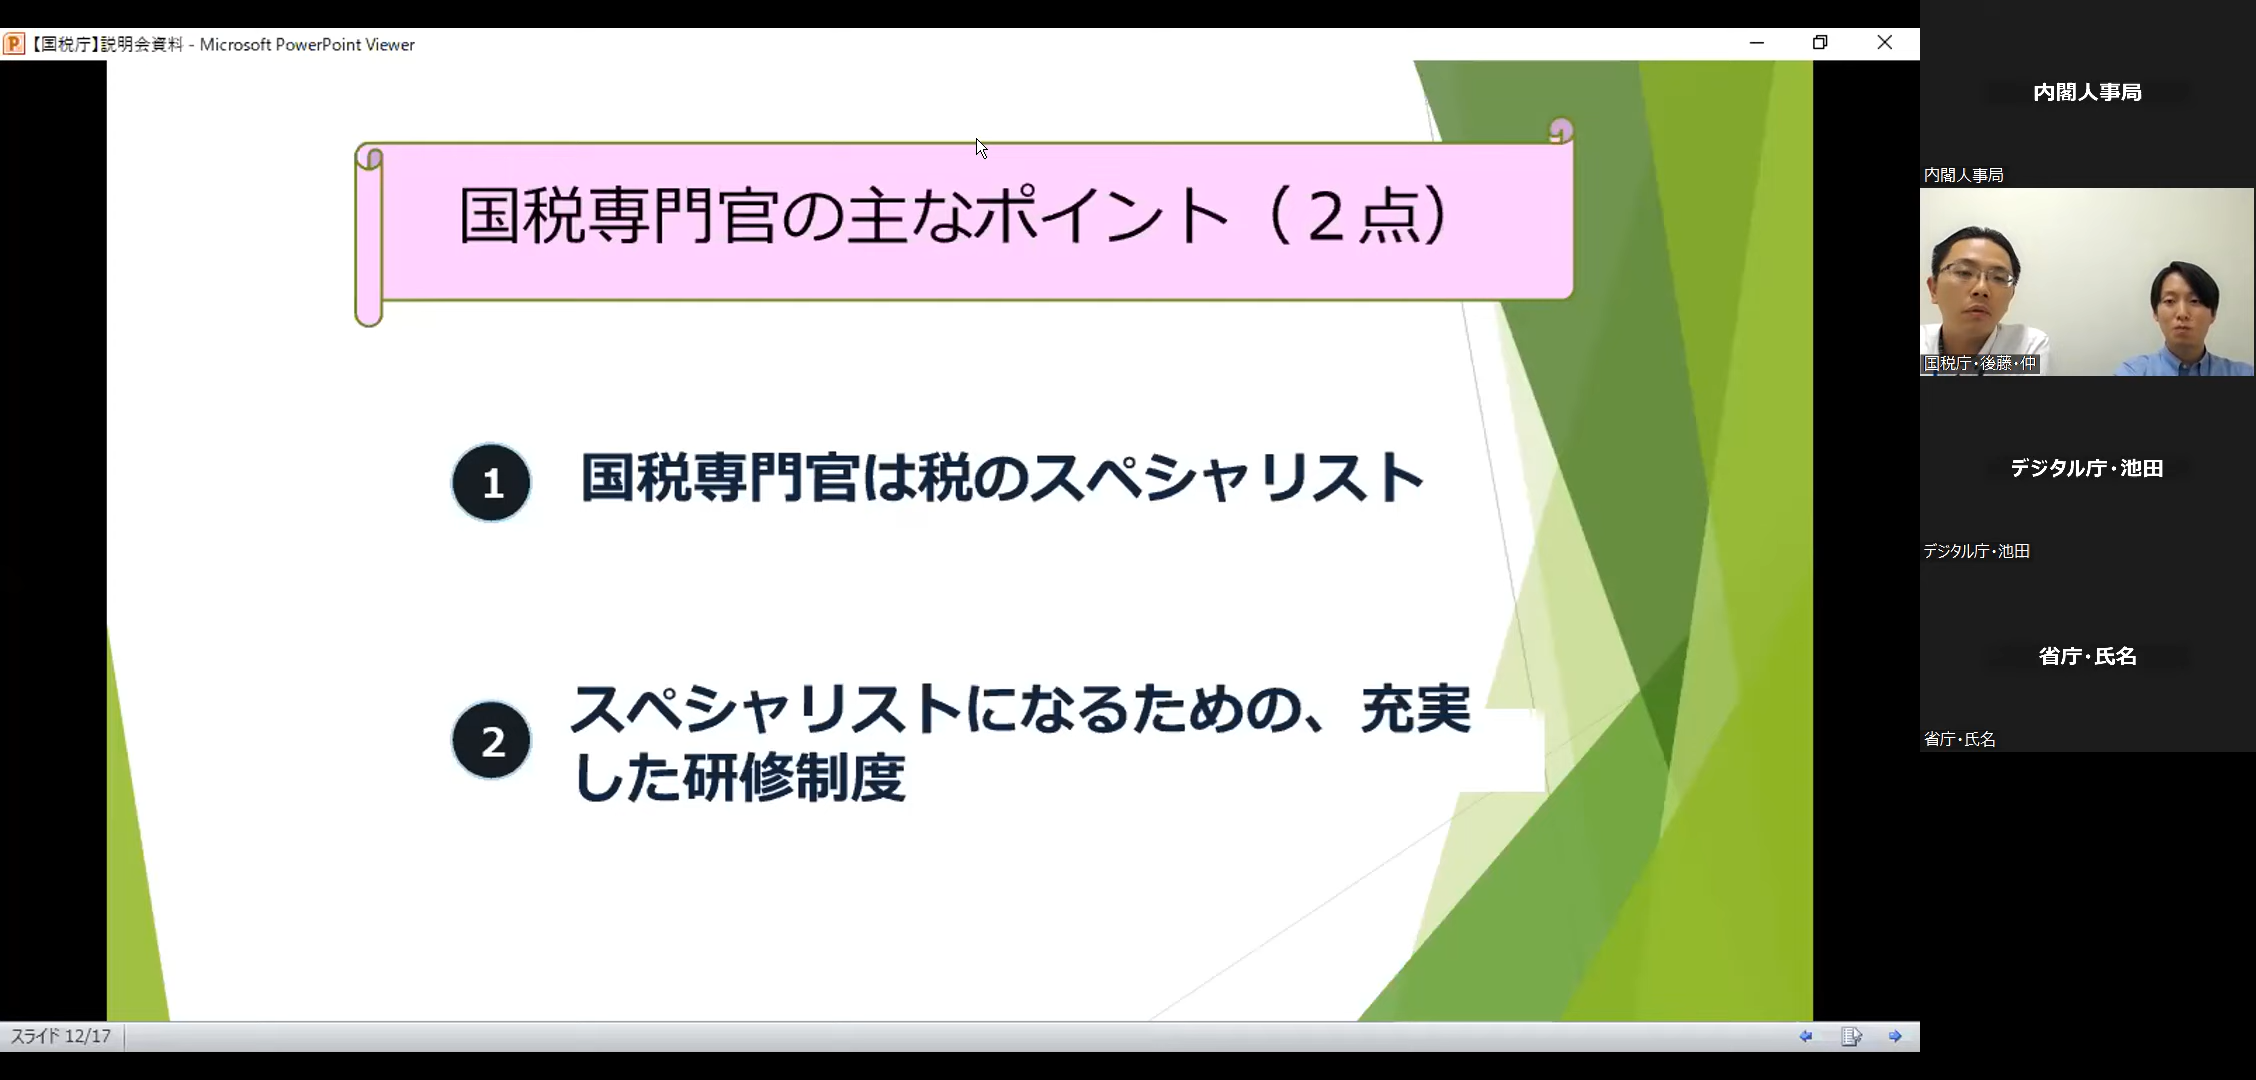 【国税庁】説明会資料 - Microsoft PowerPoint Viewer
国税専門官の主なポイント（２点）
1 国税専門官は税のスペシャリスト
2 スペシャリストになるための、充実
した研修制度
スライド 12/17
内閣人事局
内閣人事局
国税庁・後藤・仲
デジタル庁・池田
デジタル庁・池田
省庁・氏名
省庁・氏名